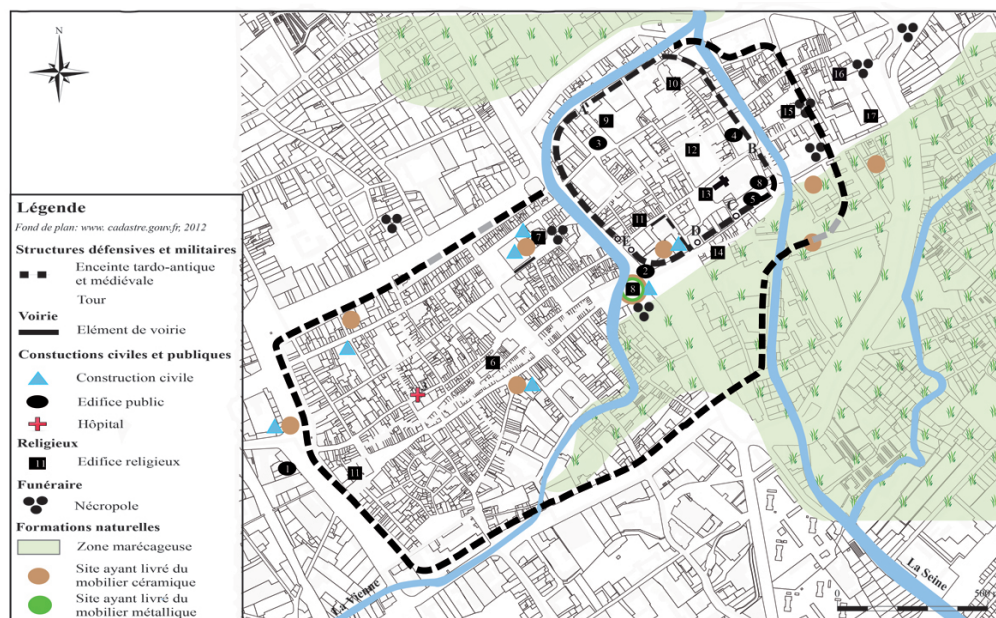 N
Légende
Fond de plan: www. cadastre.gouv.fr, 2012
Structures défensives et militaires
Enceinte tardo-antique
et médiévale
Tour
Voirie
Elément de voirie
Constuctions civiles et publiques
Construction civile
Edifice public
Hôpital
Religieux
11
Edifice religieux
Funéraire
Nécropole
Formations naturelles
Zone marécageuse
Site ayant livré du
mobilier céramique
Site ayant livré du
mobilier métallique
16
10
15
17
A
9
4
3
12
B
13
8
5
C
11
7
E
D
14
2
8
6
3
1
11
La Vienne
La Seine
0
500